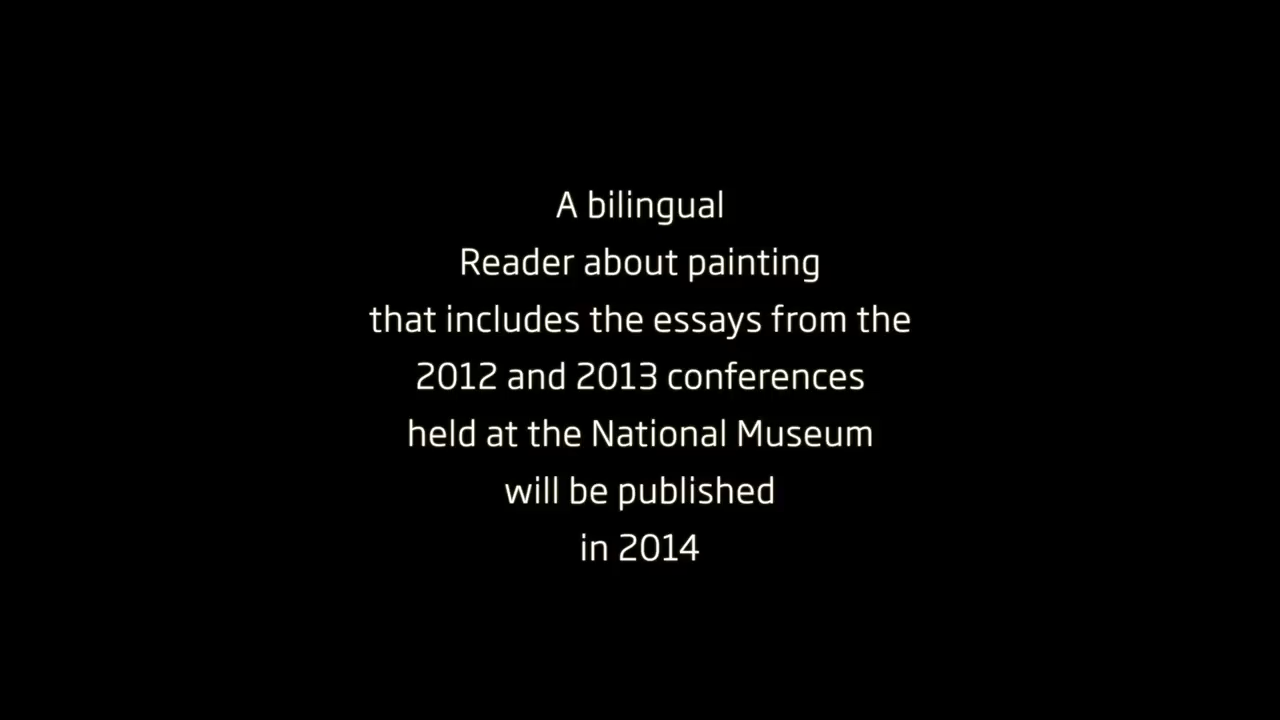 A bilingual
Reader about painting
that includes the essays from the
2012 and 2013 conferences
held at the National Museum
will be published
in 2014